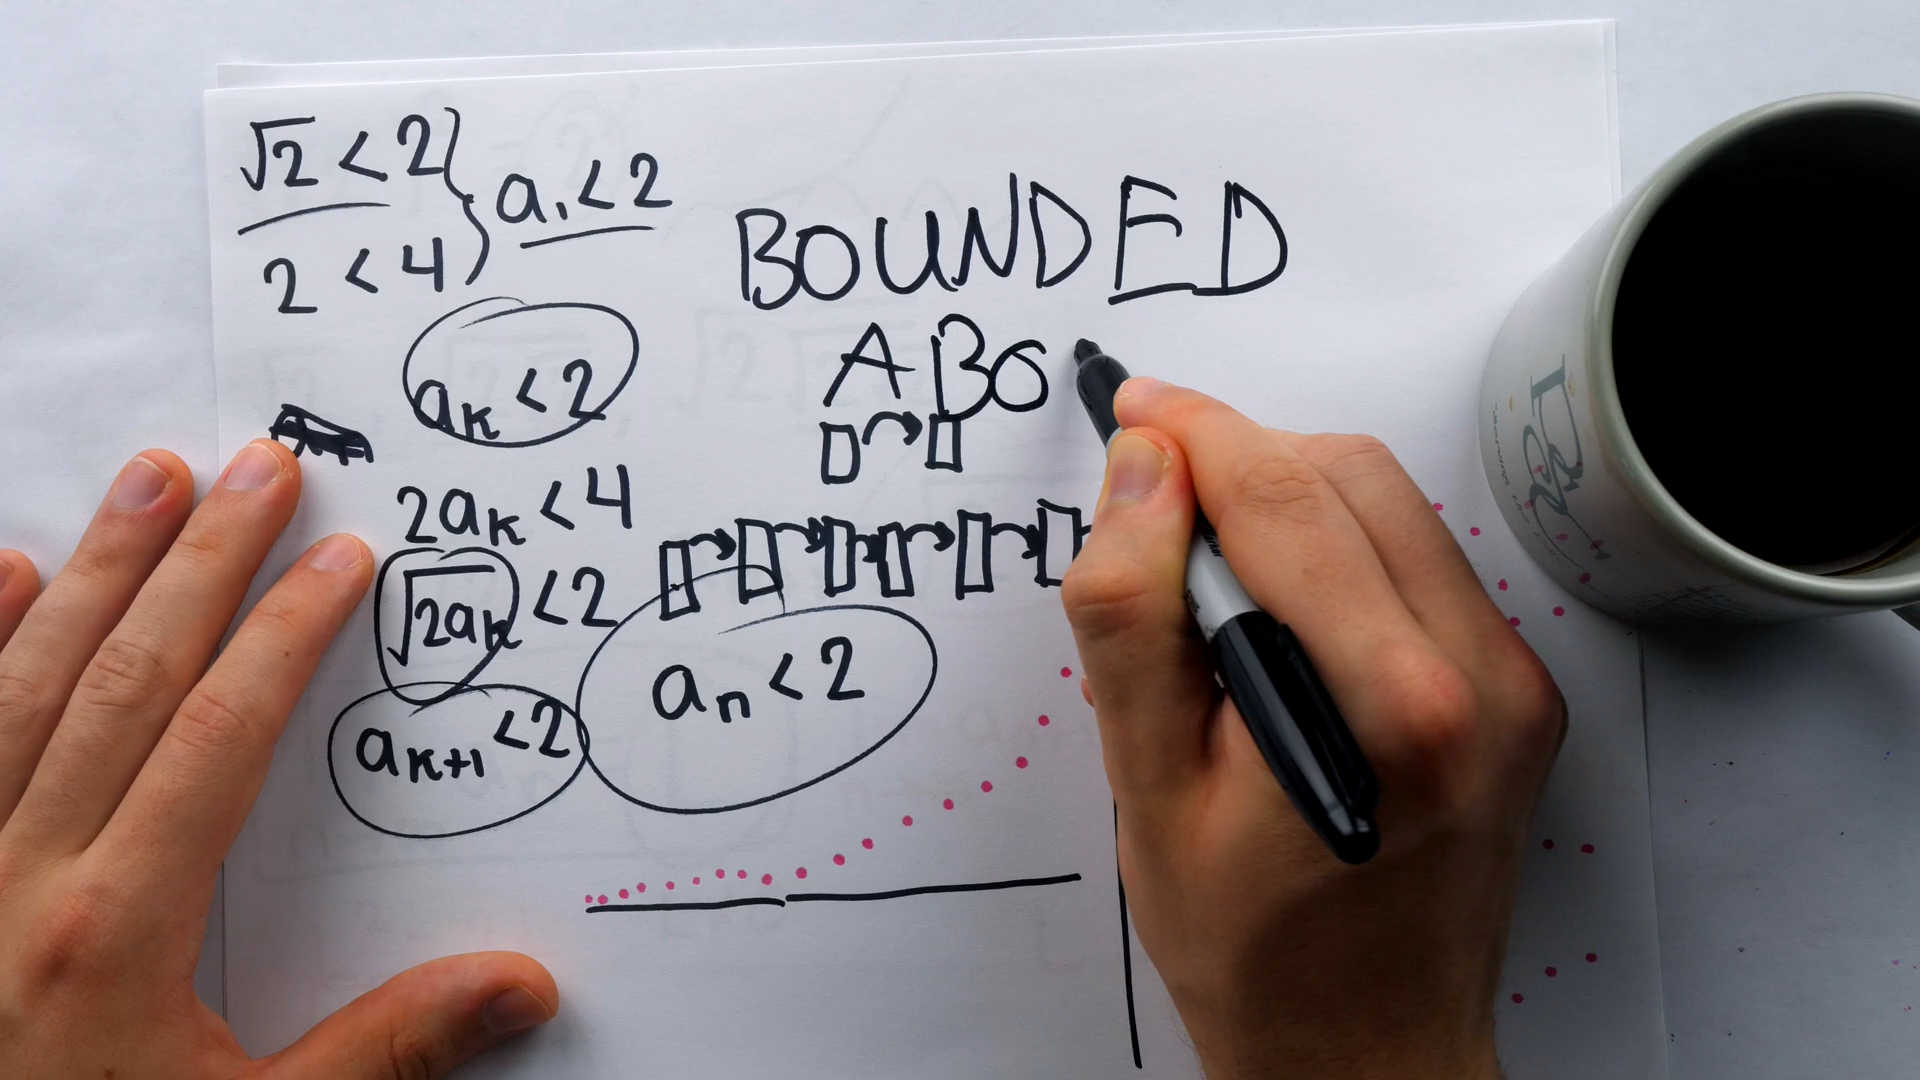 √2 < 2
2 < 4
a₁ < 2
BOUNDED
ABO
aₖ < 2
2aₖ < 4
√2aₖ < 2
aₖ₊₁ < 2
aₙ < 2